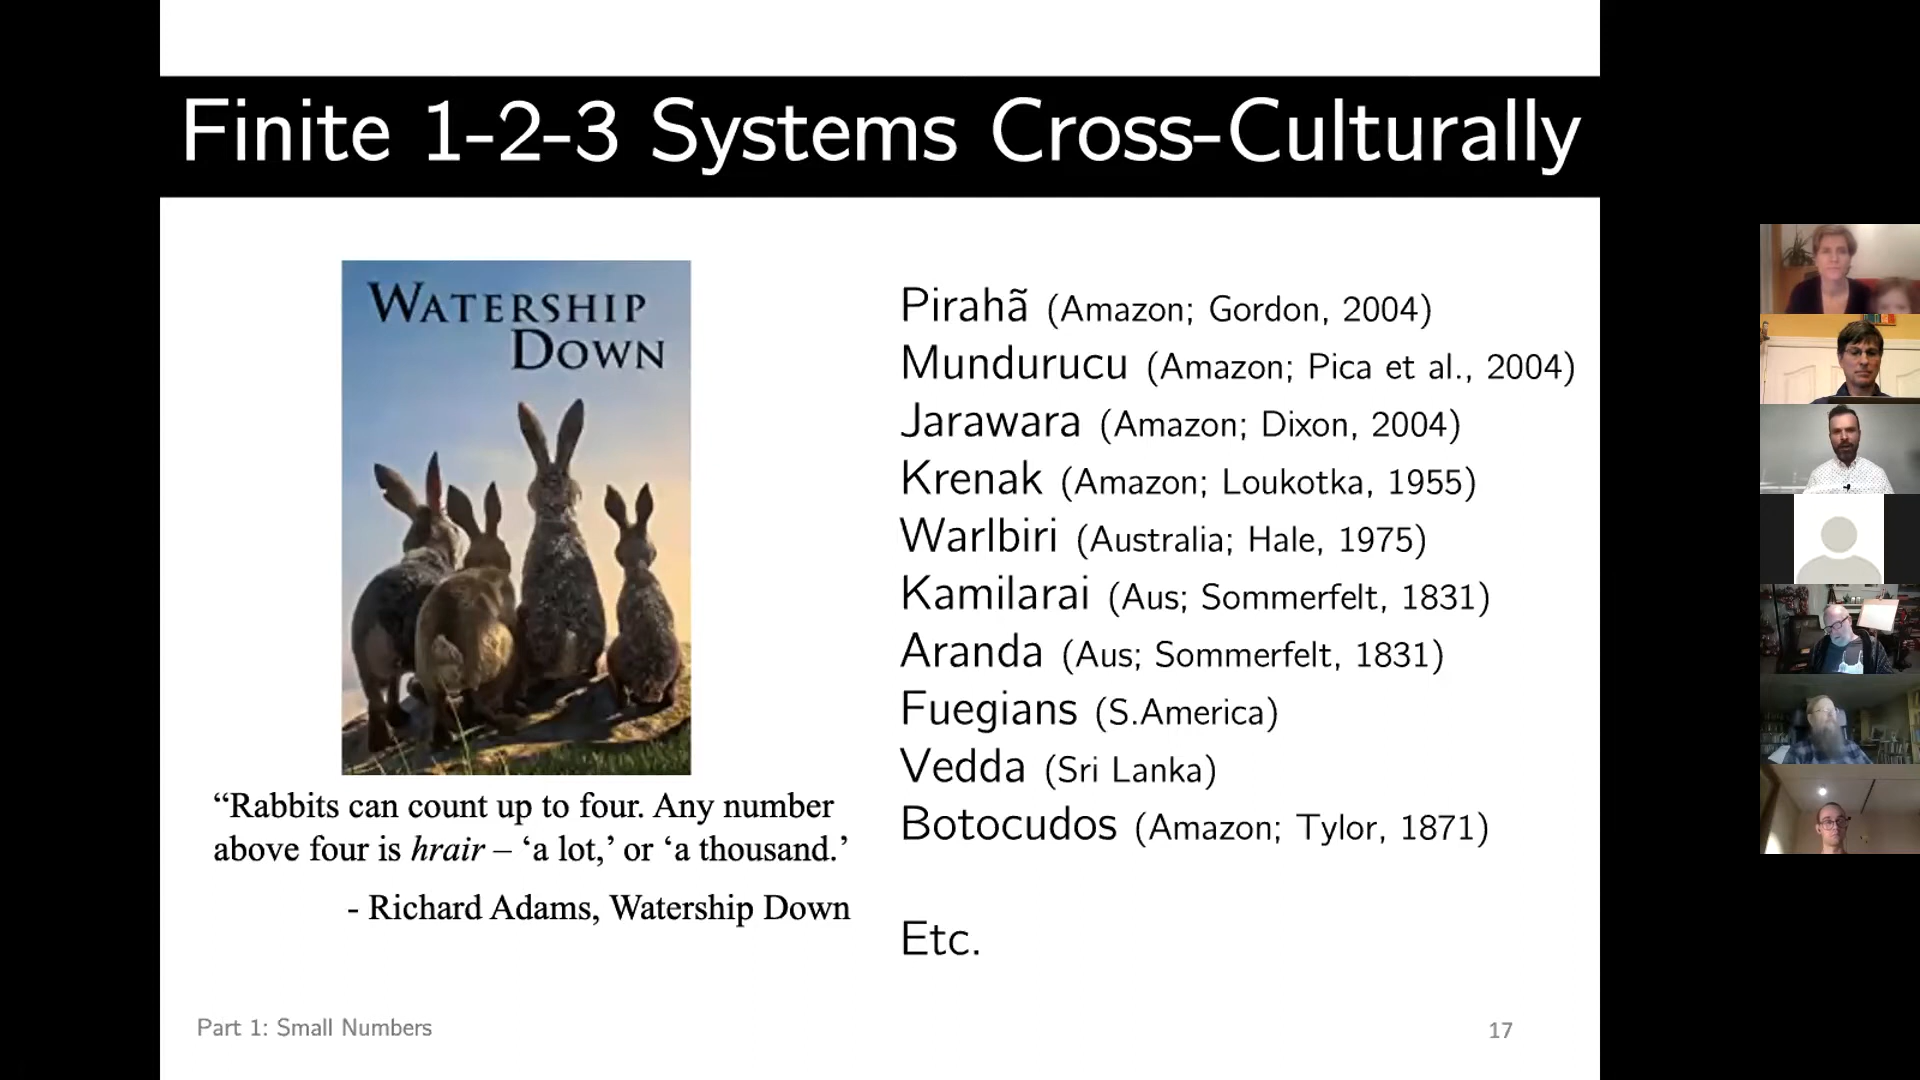 Finite 1-2-3 Systems Cross-Culturally
WATERSHIP
DOWN
“Rabbits can count up to four. Any number
above four is hrair – ‘a lot,’ or ‘a thousand.’
- Richard Adams, Watership Down
Pirahã (Amazon; Gordon, 2004)
Mundurucu (Amazon; Pica et al., 2004)
Jarawara (Amazon; Dixon, 2004)
Krenak (Amazon; Loukotka, 1955)
Warlbiri (Australia; Hale, 1975)
Kamilarai (Aus; Sommerfelt, 1831)
Aranda (Aus; Sommerfelt, 1831)
Fuegians (S.America)
Vedda (Sri Lanka)
Botocudos (Amazon; Tylor, 1871)
Etc.
Part 1: Small Numbers
17